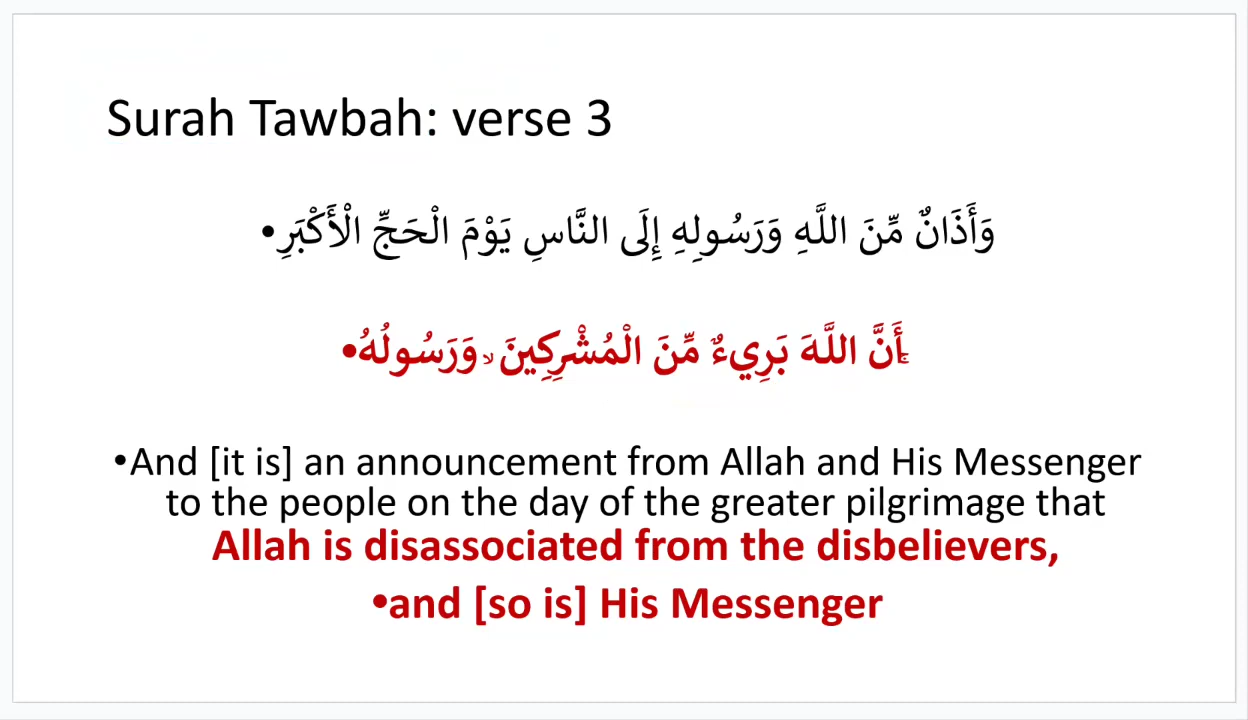 Surah Tawbah: verse 3
وَأَذَانٌ مِّنَ اللَّهِ وَرَسُولِهِ إِلَى النَّاسِ يَوْمَ الْحَجِّ الْأَكْبَرِ•
أَنَّ اللَّهَ بَرِيءٌ مِّنَ الْمُشْرِكِينَ ۙ وَرَسُولُهُ•
•And [it is] an announcement from Allah and His Messenger
to the people on the day of the greater pilgrimage that
Allah is disassociated from the disbelievers,
•and [so is] His Messenger